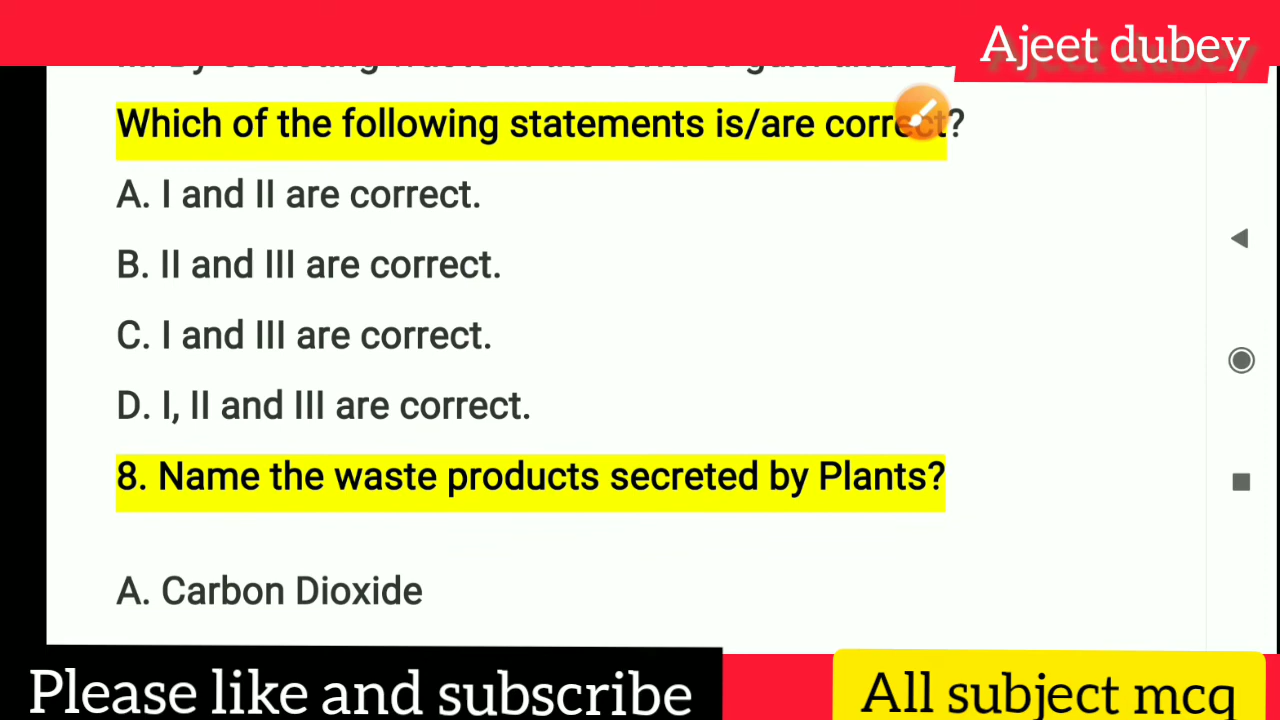 Ajeet dubey
Which of the following statements is/are correct?
A. I and II are correct.
B. II and III are correct.
C. I and III are correct.
D. I, II and III are correct.
8. Name the waste products secreted by Plants?
A. Carbon Dioxide
Please like and subscribe
All subject mcq